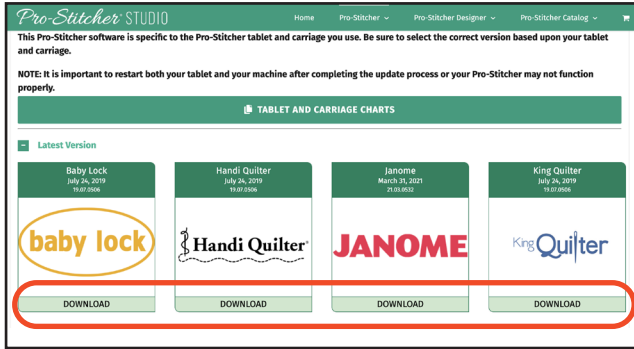 Pro-Stitcher® STUDIO
Home
Pro-Stitcher
Pro-Stitcher Designer
Pro-Stitcher Catalog
This Pro-Stitcher software is specific to the Pro-Stitcher tablet and carriage you use. Be sure to select the correct version based upon your tablet
and carriage.
NOTE: It is important to restart both your tablet and your machine after completing the update process or your Pro-Stitcher may not function
properly.
TABLET AND CARRIAGE CHARTS
Latest Version
Baby Lock
July 24, 2019
19.07.0506
baby lock
DOWNLOAD
Handi Quilter
July 24, 2019
19.07.0506
Handi Quilter®
DOWNLOAD
Janome
March 31, 2021
21.03.0532
JANOME
DOWNLOAD
King Quilter
July 24, 2019
19.07.0506
King Quilter
DOWNLOAD